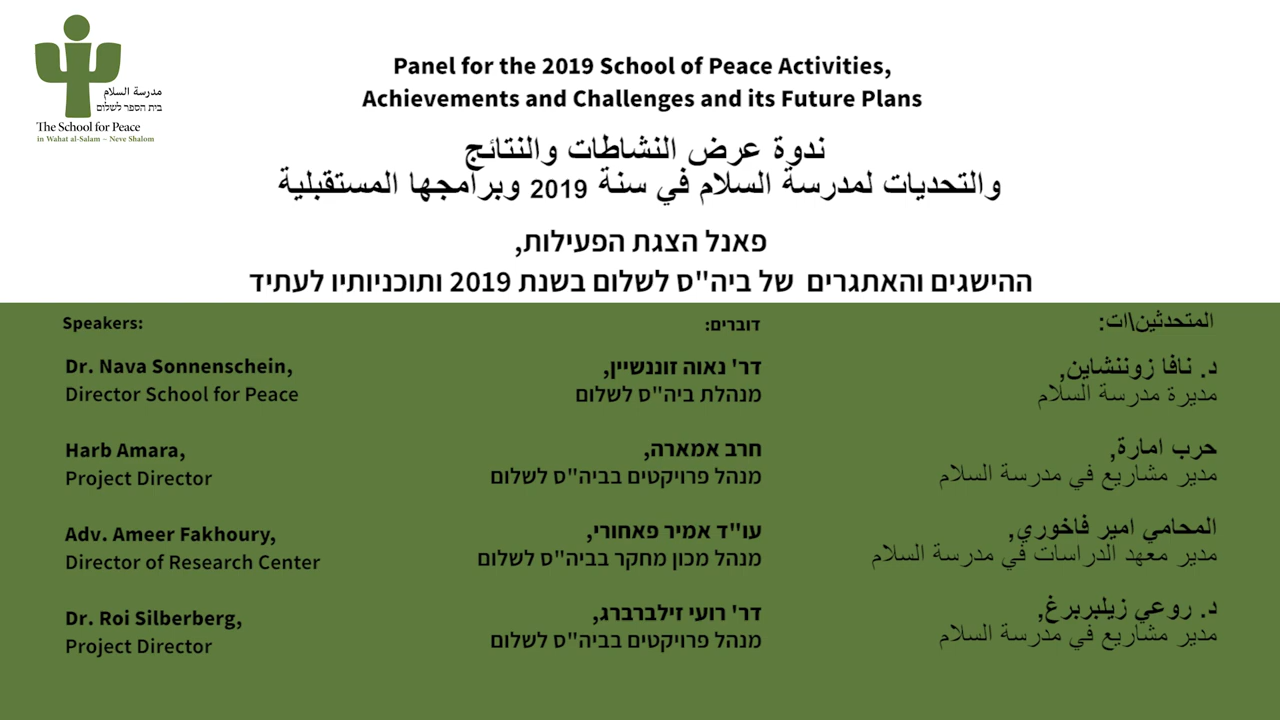 مدرسة السلام
בית הספר לשלום
The School for Peace
in Wahat al-Salam – Neve Shalom
Panel for the 2019 School of Peace Activities,
Achievements and Challenges and its Future Plans
ندوة عرض النشاطات والنتائج
والتحديات لمدرسة السلام في سنة 2019 وبرامجها المستقبلية
פאנל הצגת הפעילות,
ההישגים והאתגרים של ביה"ס לשלום בשנת 2019 ותוכניותיו לעתיד
Speakers:
Dr. Nava Sonnenschein,
Director School for Peace
Harb Amara,
Project Director
Adv. Ameer Fakhoury,
Director of Research Center
Dr. Roi Silberberg,
Project Director
דוברים:
דר' נאוה זוננשיין,
מנהלת ביה"ס לשלום
חרב אמארה,
מנהל פרויקטים בביה"ס לשלום
עו"ד אמיר פאחורי,
מנהל מכון מחקר בביה"ס לשלום
דר' רועי זילברברג,
מנהל פרויקטים בביה"ס לשלום
المتحدثين\ات:
د. نافا زوننشاين,
مديرة مدرسة السلام
حرب امارة,
مدير مشاريع في مدرسة السلام
المحامي امير فاخوري,
مدير معهد الدراسات في مدرسة السلام
د. روعي زيلبربرغ,
مدير مشاريع في مدرسة السلام